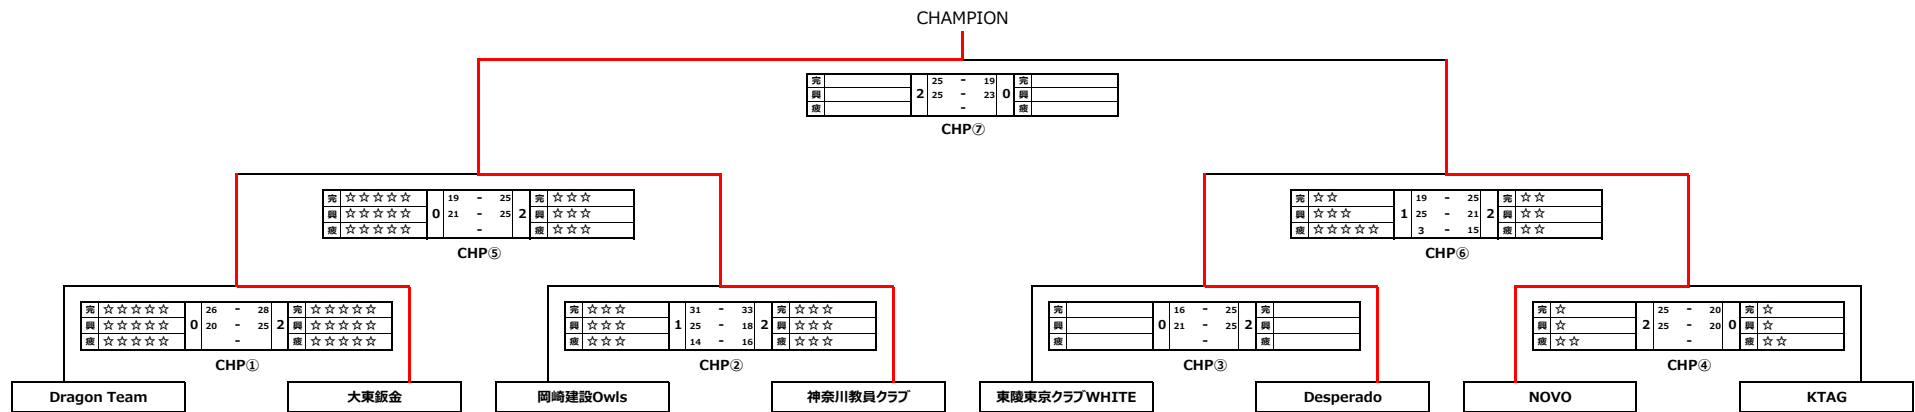 CHAMPION
完 25 - 19 完
興 2 25 - 23 0 興
疲 - 疲
CHP⑦
完 ☆☆☆☆☆ 19 - 25 完 ☆☆☆
興 ☆☆☆☆☆ 0 21 - 25 2 興 ☆☆☆
疲 ☆☆☆☆☆ - 疲 ☆☆☆
CHP⑤
完 ☆☆ 19 - 25 完 ☆☆
興 ☆☆☆ 1 25 - 21 2 興 ☆☆
疲 ☆☆☆☆☆ 3 - 15 疲 ☆☆
CHP⑥
完 ☆☆☆☆☆ 26 - 28 完 ☆☆☆☆☆
興 ☆☆☆☆☆ 0 20 - 25 2 興 ☆☆☆☆☆
疲 ☆☆☆☆☆ - 疲 ☆☆☆☆☆
CHP①
完 ☆☆☆ 31 - 33 完 ☆☆☆
興 ☆☆☆ 1 25 - 18 2 興 ☆☆☆
疲 ☆☆☆ 14 - 16 疲 ☆☆☆
CHP②
完 16 - 25 完
興 0 21 - 25 2 興
疲 - 疲
CHP③
完 ☆ 25 - 20 完 ☆
興 ☆ 2 25 - 20 0 興 ☆
疲 ☆☆ - 疲 ☆☆
CHP④
Dragon Team
大東鈑金
岡崎建設Owls
神奈川教員クラブ
東陵東京クラブWHITE
Desperado
NOVO
KTAG